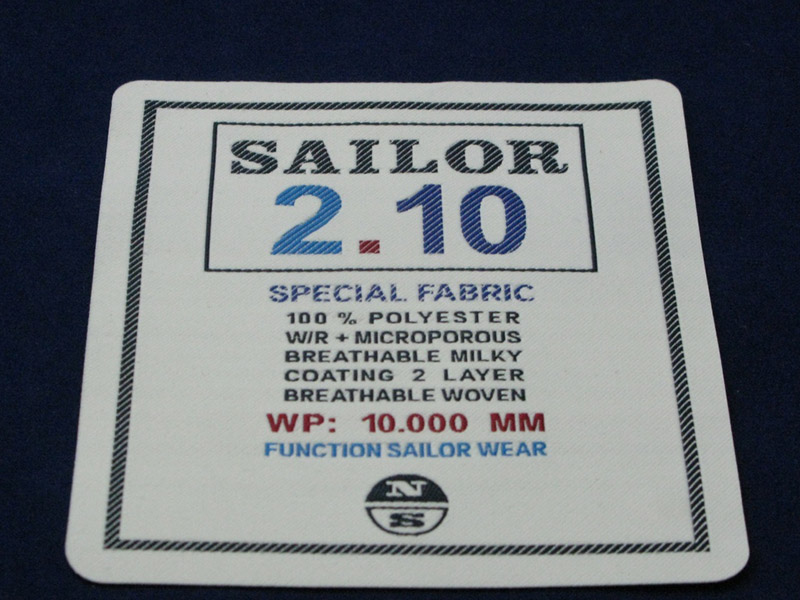 SAILOR
2.10
SPECIAL FABRIC
100 % POLYESTER
W/R + MICROPOROUS
BREATHABLE MILKY
COATING 2 LAYER
BREATHABLE WOVEN
WP: 10.000 MM
FUNCTION SAILOR WEAR
N
S